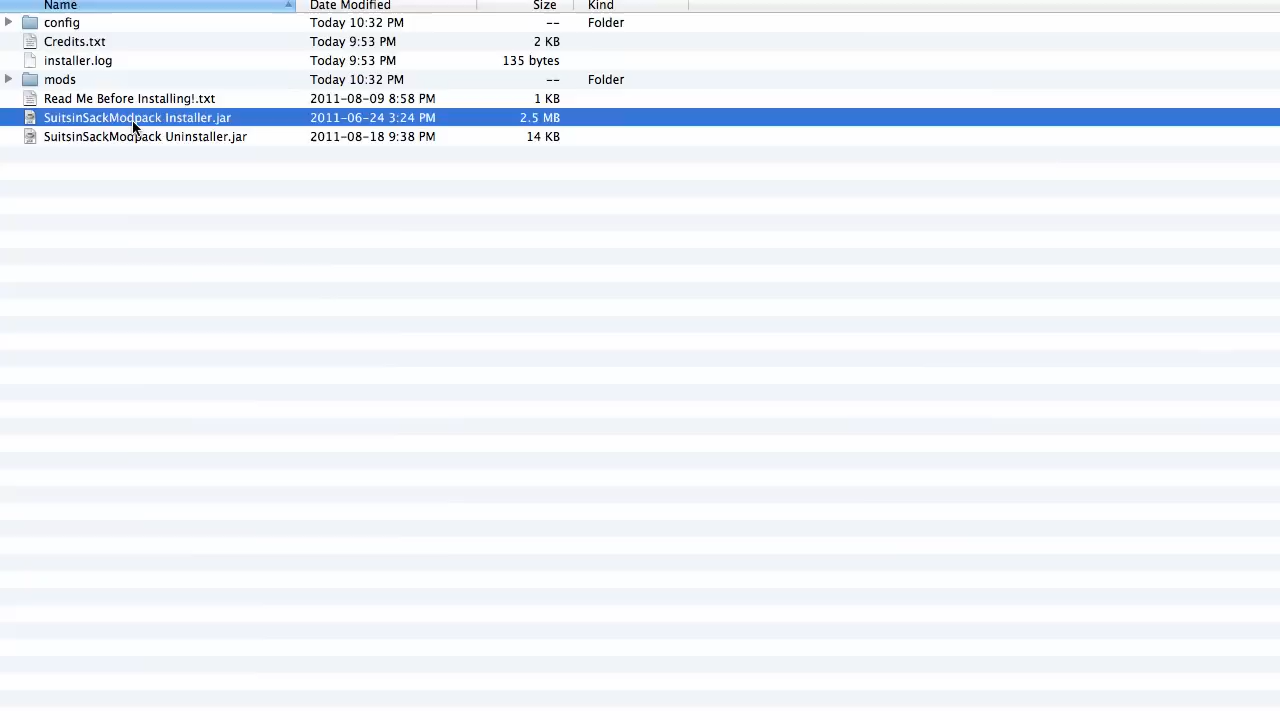 Name Date Modified Size Kind
config Today 10:32 PM -- Folder
Credits.txt Today 9:53 PM 2 KB
installer.log Today 9:53 PM 135 bytes
mods Today 10:32 PM -- Folder
Read Me Before Installing!.txt 2011-08-09 8:58 PM 1 KB
SuitsinSackModpack Installer.jar 2011-06-24 3:24 PM 2.5 MB
SuitsinSackModpack Uninstaller.jar 2011-08-18 9:38 PM 14 KB